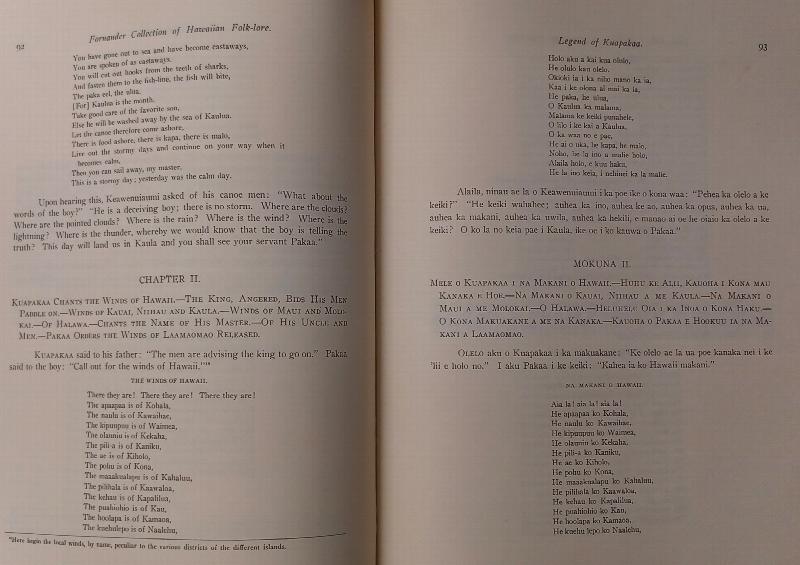 92
Fornander Collection of Hawaiian Folk-lore.
You have gone out to sea and have become castaways,
You are spoken of as castaways.
You will cut out hooks from the teeth of sharks,
And fasten them to the fish-line, the fish will bite,
The paka eel, the ulua.
[For] Kaulua is the month.
Take good care of the favorite son,
Else he will be washed away by the sea of Kaulua.
Let the canoe therefore come ashore,
There is food ashore, there is kapa, there is malo,
Live out the stormy days and continue on your way when it
becomes calm,
Then you can sail away, my master,
This is a stormy day; yesterday was the calm day.
Upon hearing this, Keawenuiaumi asked of his canoe men: "What about the
words of the boy?" "He is a deceiving boy; there is no storm. Where are the clouds?
Where are the pointed clouds? Where is the rain? Where is the wind? Where is the
lightning? Where is the thunder, whereby we would know that the boy is telling the
truth? This day will land us in Kaula and you shall see your servant Pakaa."
CHAPTER II.
Kuapakaa Chants the Winds of Hawaii.—The King, Angered, Bids His Men
Paddle on.—Winds of Kauai, Niihau and Kaula.—Winds of Maui and Molo-
kai.—Of Halawa.—Chants the Name of His Master.—Of His Uncle and
Men.—Pakaa Orders the Winds of Laamaomao Released.
Kuapakaa said to his father: "The men are advising the king to go on." Pakaa
said to the boy: "Call out for the winds of Hawaii."
THE WINDS OF HAWAII.
There they are! There they are! There they are!
The apaapaa is of Kohala,
The naulu is of Kawaihae,
The kipuupuu is of Waimea,
The olauniu is of Kekaha,
The pili-a is of Kaniku,
The ae is of Kiholo,
The pohu is of Kona,
The maaakualapu is of Kahaluu,
The pilihala is of Kaawaloa,
The kehau is of Kapalilua,
The puahiohio is of Kau,
The hoolapa is of Kamaoa,
The kuehulepo is of Naalehu,
Here begin the local winds, by name, peculiar to the various districts of the different islands.
Legend of Kuapakaa.
93
Holo aku a kai kua olulo,
He olulo kau olelo.
Okioki ia i ka niho mano ka ia,
Kaa i ke olona ai nui ka ia,
He paka, he ulua,
O Kaulua ka malama,
Malama ke keiki punahele,
O lilo i ke kai a Kaulua,
O ka waa no e pae,
He ai o uka, he kapa, he malo,
Noho, he la ino a malie holo,
Alaila holo, e kuu haku,
He la ino keia, i nehinei ka la malie.
Alaila, ninau ae la o Keawenuiaumi i ka poe ike o kona waa: "Pehea ka olelo a ke
keiki?" "He keiki wahahee; auhea ka ino, auhea ke ao, auhea ka opua, auhea ka ua,
auhea ka makani, auhea ka uwila, auhea ka hekili, e manao ai oe he oiaio ka olelo a ke
keiki? O ko la no keia pae i Kaula, ike oe i ko kauwa o Pakaa."
MOKUNA II.
Mele o Kuapakaa i na Makani o Hawaii.—Huhu ke Alii, Kauoha i Kona mau
Kanaka e Hoe.—Na Makani o Kauai, Niihau a me Kaula.—Na Makani o
Maui a me Molokai.—O Halawa.—Heluhelu Oia i ka Inoa o Kona Haku.—
O Kona Makuakane a me na Kanaka.—Kauoha o Pakaa e Hookuu ia na Ma-
kani a Laamaomao.
Olelo aku o Kuapakaa i ka makuakane: "Ke olelo ae la ua poe kanaka nei i ke
'lii e holo no." I aku Pakaa i ke keiki: "Kahea ia ko Hawaii makani."
NA MAKANI O HAWAII.
Aia la! aia la! aia la!
He apaapaa ko Kohala,
He naulu ko Kawaihae,
He kipuupuu ko Waimea,
He olauniu ko Kekaha,
He pili-a ko Kaniku,
He ae ko Kiholo,
He pohu ko Kona,
He maaakualapu ko Kahaluu,
He pilihala ko Kaawaloa,
He kehau ko Kapalilua,
He puahiohio ko Kau,
He hoolapa ko Kamaoa,
He kuehu lepo ko Naalehu,